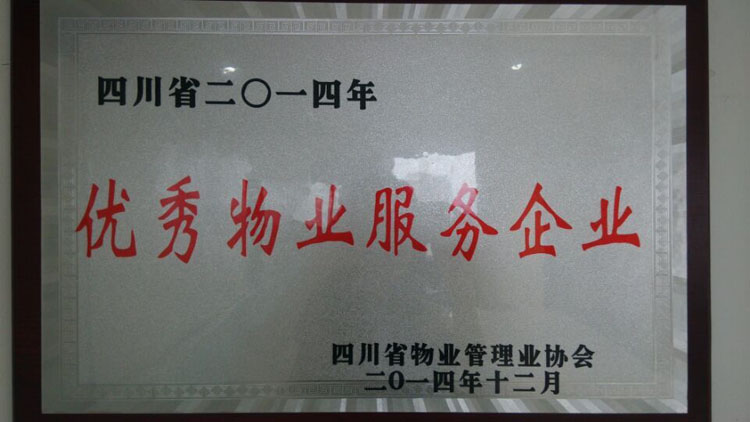 四川省二〇一四年
优秀物业服务企业
四川省物业管理业协会
二〇一四年十二月